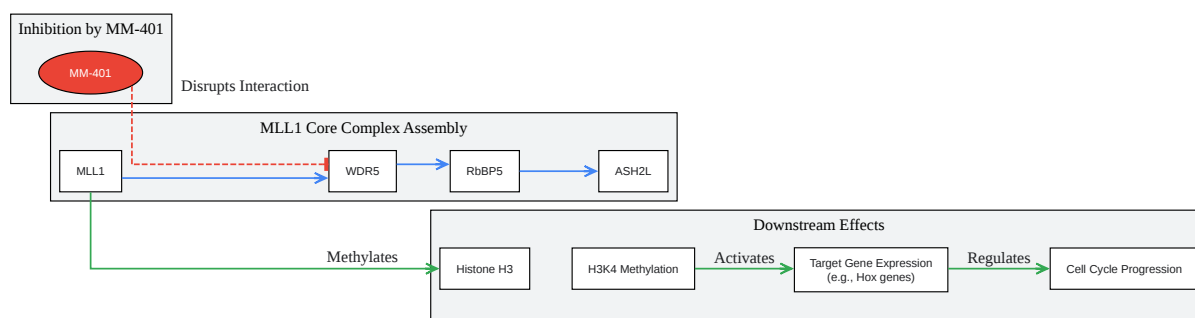 Inhibition by MM-401
MM-401
Disrupts Interaction
MLL1 Core Complex Assembly
MLL1
WDR5
RbBP5
ASH2L
Downstream Effects
Methylates
Histone H3
H3K4 Methylation
Activates
Target Gene Expression
(e.g., Hox genes)
Regulates
Cell Cycle Progression